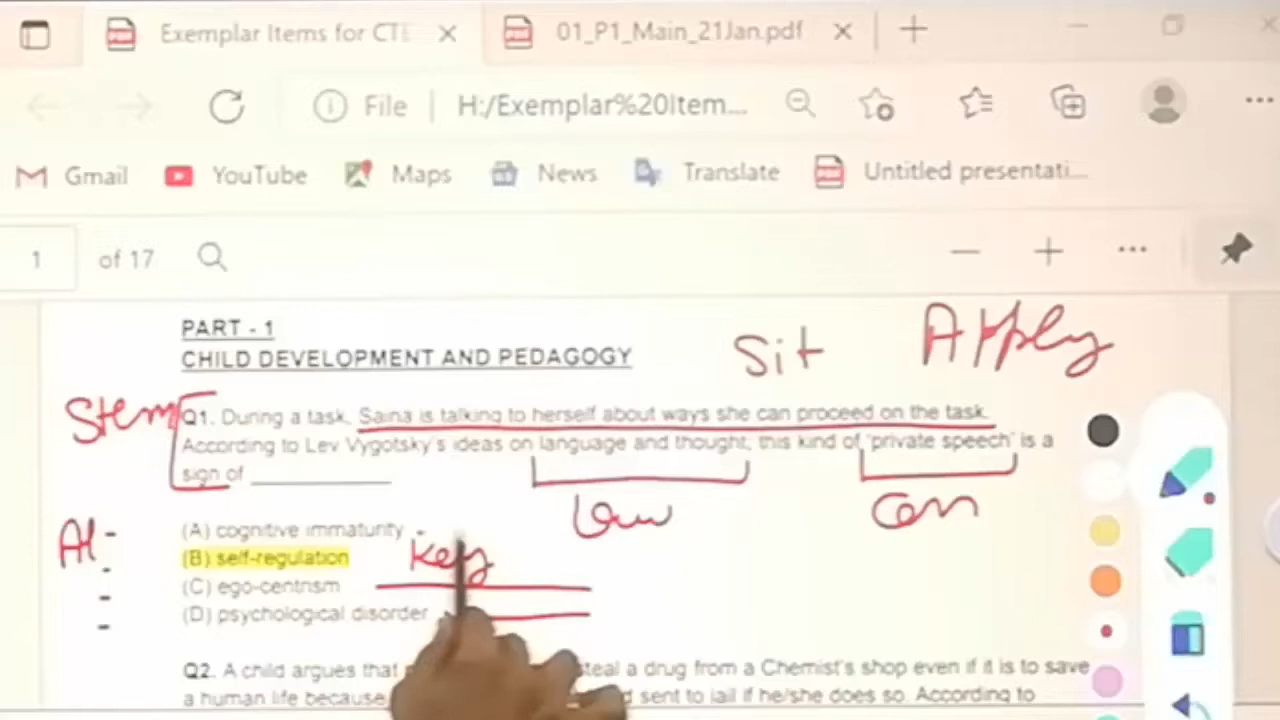 Exemplar Items for CTE
01_P1_Main_21Jan.pdf
File
H:/Exemplar%20Item...
Gmail
YouTube
Maps
News
Translate
Untitled presentati...
1 of 17
PART - 1
CHILD DEVELOPMENT AND PEDAGOGY
Sit
Apply
Stem
Q1. During a task, Saina is talking to herself about ways she can proceed on the task.
According to Lev Vygotsky's ideas on language and thought, this kind of 'private speech' is a
sign of
Con
(A) cognitive immaturity
(B) self-regulation
Key
(C) ego-centrism
(D) psychological disorder
Q2. A child argues that
steal a drug from a Chemist's shop even if it is to save
a human life because
sent to jail if he/she does so. According to